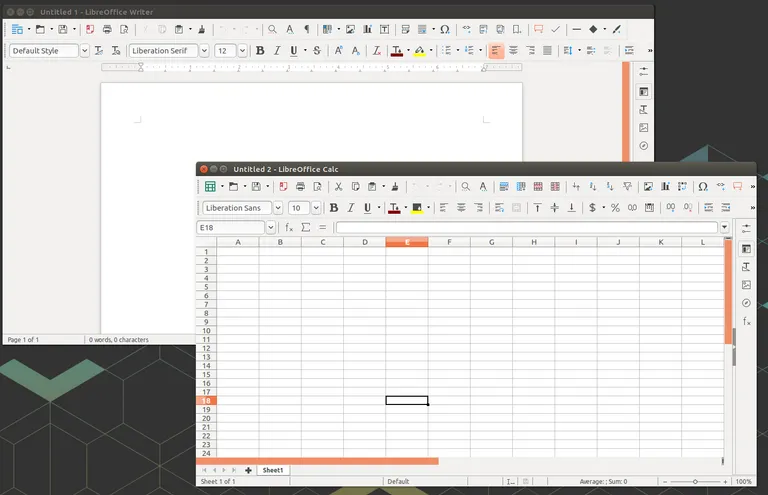 Untitled 1 - LibreOffice Writer
Default Style
Liberation Serif
12
B I U S
Page 1 of 1
0 words, 0 characters
Untitled 2 - LibreOffice Calc
Liberation Sans
10
B I U
$ % 0.0
E18
A B C D E F G H I J K L
1
2
3
4
5
6
7
8
9
10
11
12
13
14
15
16
17
18
19
20
21
22
23
24
Sheet1
Sheet 1 of 1
Default
Average: ; Sum: 0
100%